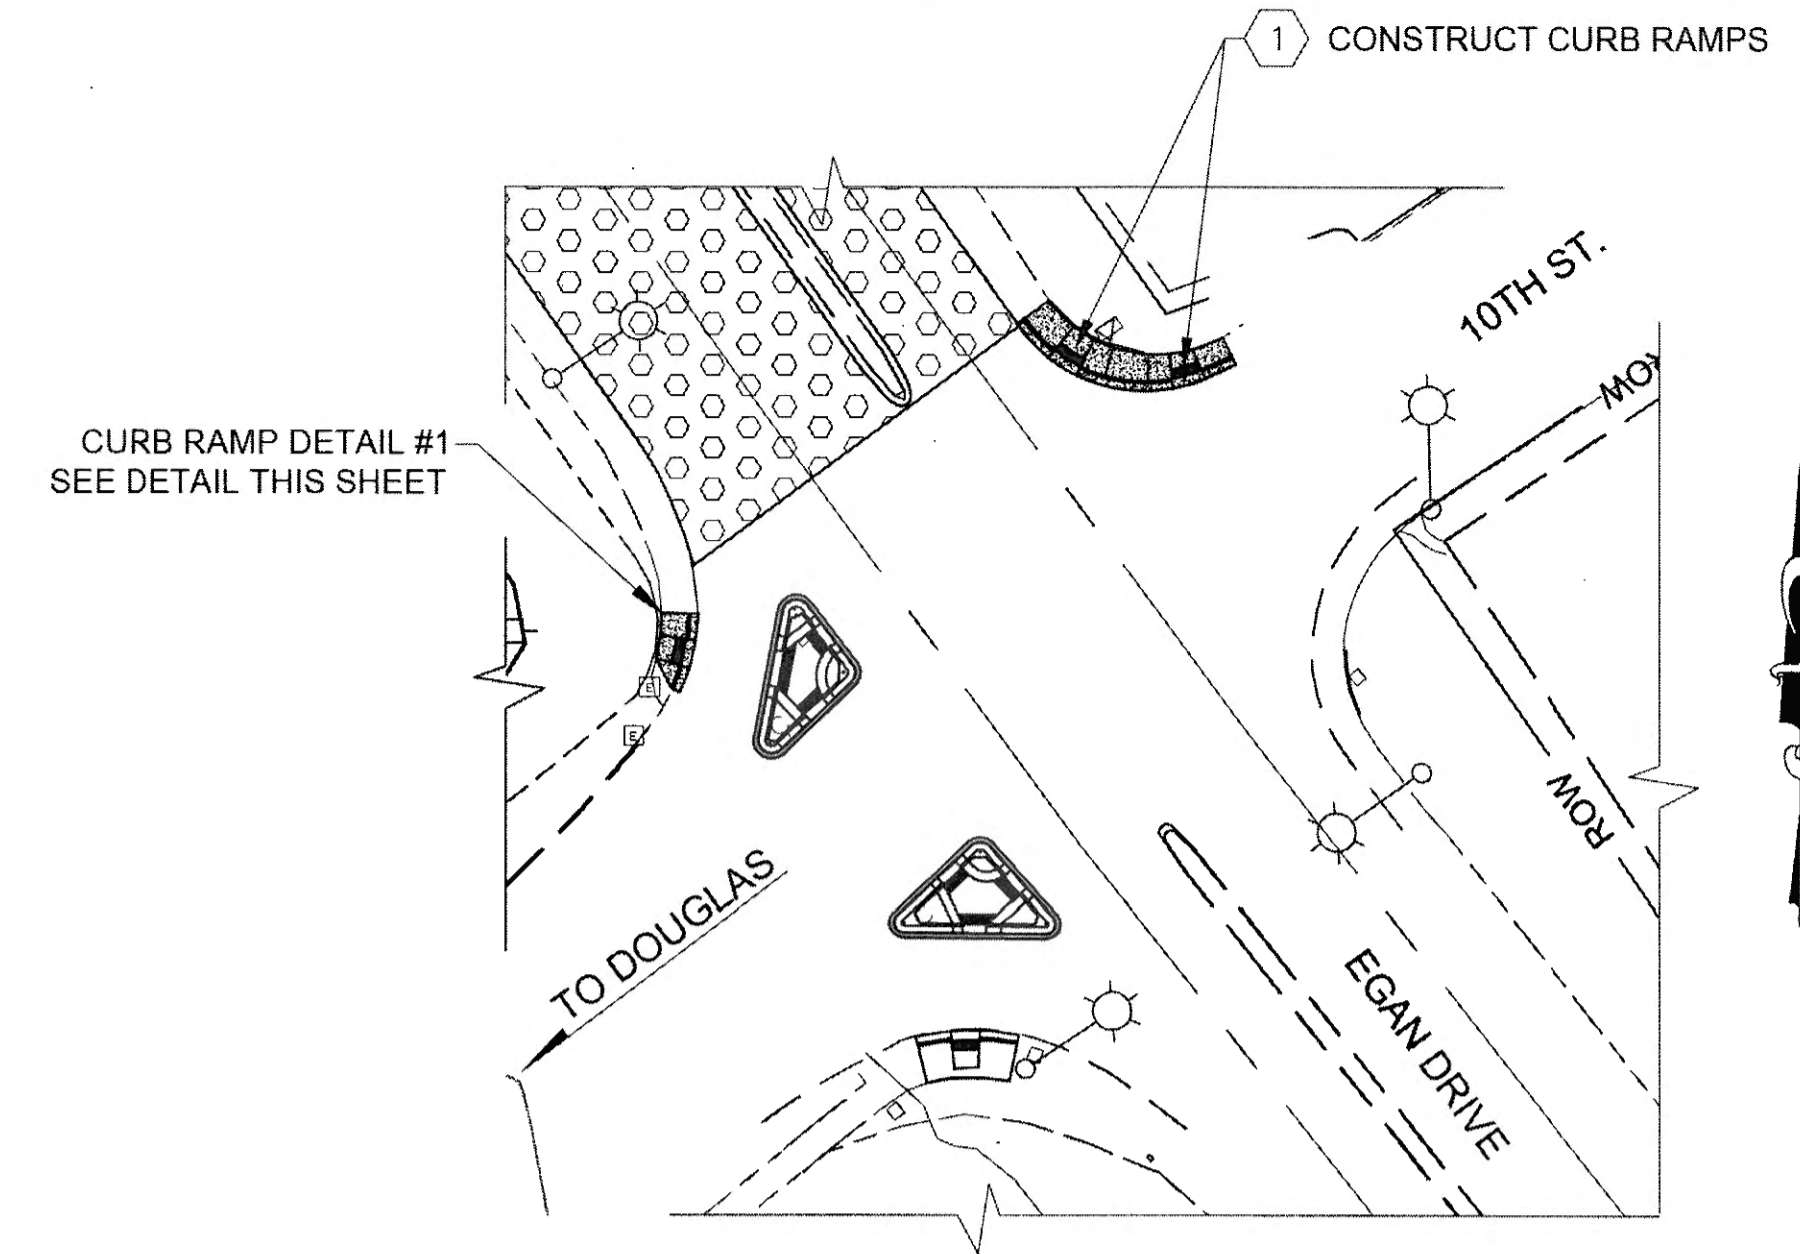 1 CONSTRUCT CURB RAMPS
10TH ST.
ROW
CURB RAMP DETAIL #1
SEE DETAIL THIS SHEET
E
E
ROW
TO DOUGLAS
EGAN DRIVE